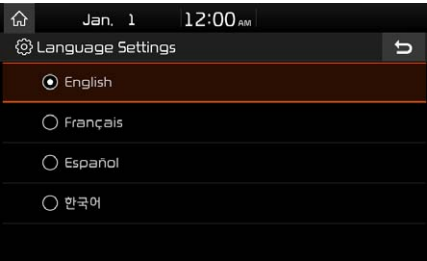 Jan. 1 12:00 AM
Language Settings
English
Français
Español
한국어